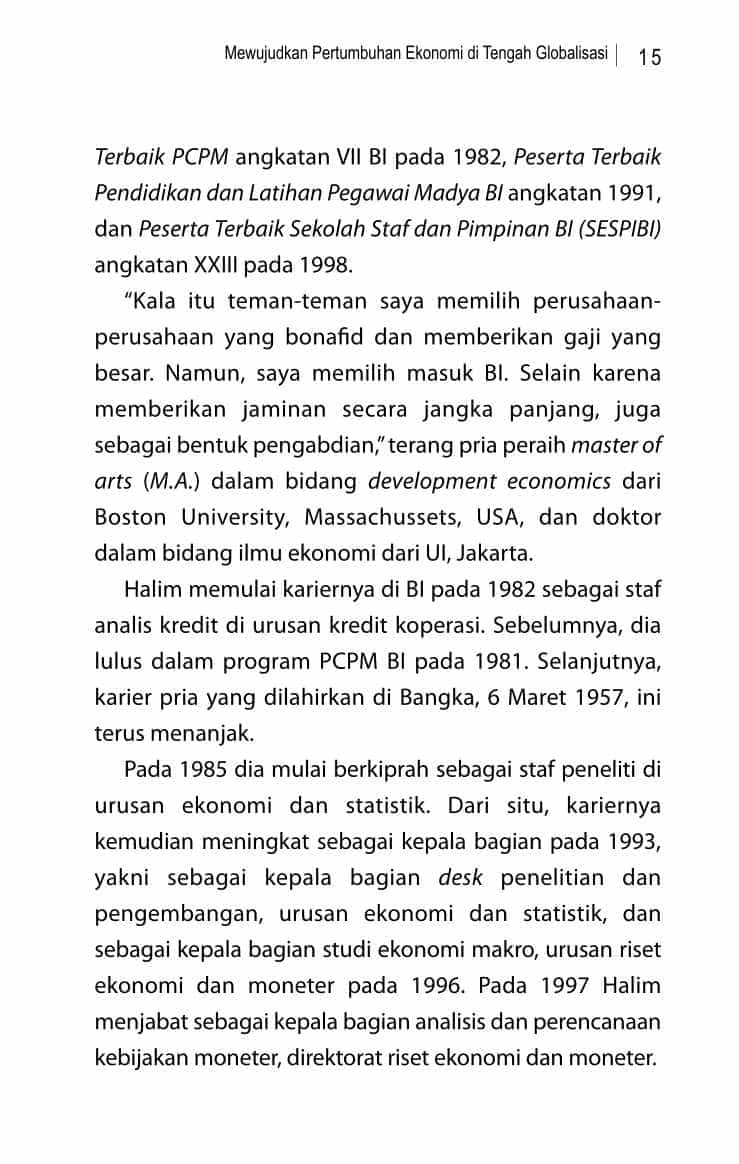 Mewujudkan Pertumbuhan Ekonomi di Tengah Globalisasi | 15
Terbaik PCPM angkatan VII BI pada 1982, Peserta Terbaik
Pendidikan dan Latihan Pegawai Madya BI angkatan 1991,
dan Peserta Terbaik Sekolah Staf dan Pimpinan BI (SESPIBI)
angkatan XXIII pada 1998.
“Kala itu teman-teman saya memilih perusahaan-
perusahaan yang bonafid dan memberikan gaji yang
besar. Namun, saya memilih masuk BI. Selain karena
memberikan jaminan secara jangka panjang, juga
sebagai bentuk pengabdian,” terang pria peraih master of
arts (M.A.) dalam bidang development economics dari
Boston University, Massachussets, USA, dan doktor
dalam bidang ilmu ekonomi dari UI, Jakarta.
Halim memulai kariernya di BI pada 1982 sebagai staf
analis kredit di urusan kredit koperasi. Sebelumnya, dia
lulus dalam program PCPM BI pada 1981. Selanjutnya,
karier pria yang dilahirkan di Bangka, 6 Maret 1957, ini
terus menanjak.
Pada 1985 dia mulai berkiprah sebagai staf peneliti di
urusan ekonomi dan statistik. Dari situ, kariernya
kemudian meningkat sebagai kepala bagian pada 1993,
yakni sebagai kepala bagian desk penelitian dan
pengembangan, urusan ekonomi dan statistik, dan
sebagai kepala bagian studi ekonomi makro, urusan riset
ekonomi dan moneter pada 1996. Pada 1997 Halim
menjabat sebagai kepala bagian analisis dan perencanaan
kebijakan moneter, direktorat riset ekonomi dan moneter.